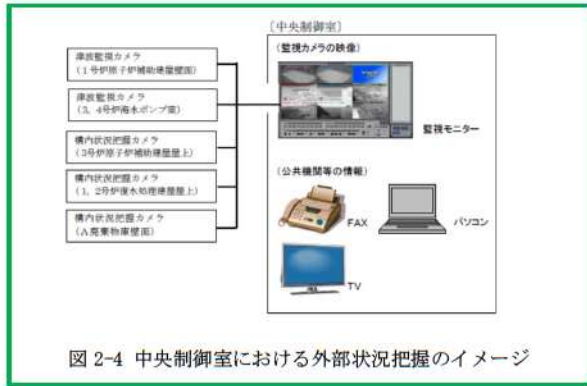 〔中央制御室〕
(監視カメラの映像)
津波監視カメラ
(1号炉原子炉補助建屋壁面)
津波監視カメラ
(3,4号炉海水ポンプ室)
構内状況把握カメラ
(3号炉原子炉補助建屋屋上)
構内状況把握カメラ
(1,2号炉復水処理建屋屋上)
構内状況把握カメラ
(A廃棄物庫壁面)
監視モニター
(公共機関等の情報)
FAX
パソコン
TV
図 2-4 中央制御室における外部状況把握のイメージ